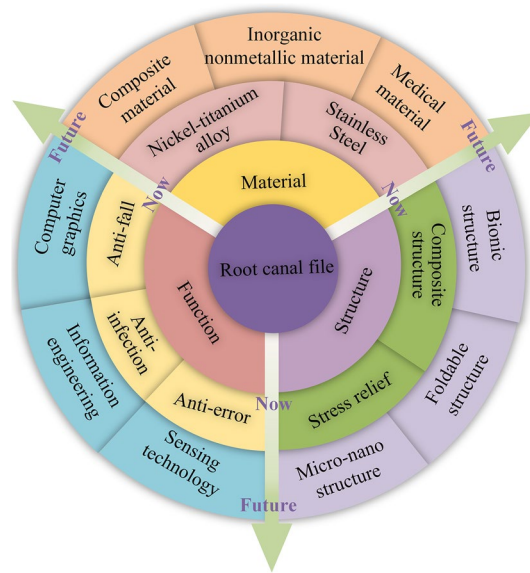 Inorganic
nonmetallic material
Composite
material
Medical
material
Nickel-titanium
alloy
Stainless
Steel
Material
Future
Now
Now
Future
Computer
graphics
Anti-fall
Function
Root canal file
Structure
Composite
structure
Bionic
structure
Information
engineering
Anti-
infection
Anti-error
Now
Stress relief
Foldable
structure
Sensing
technology
Future
Micro-nano
structure